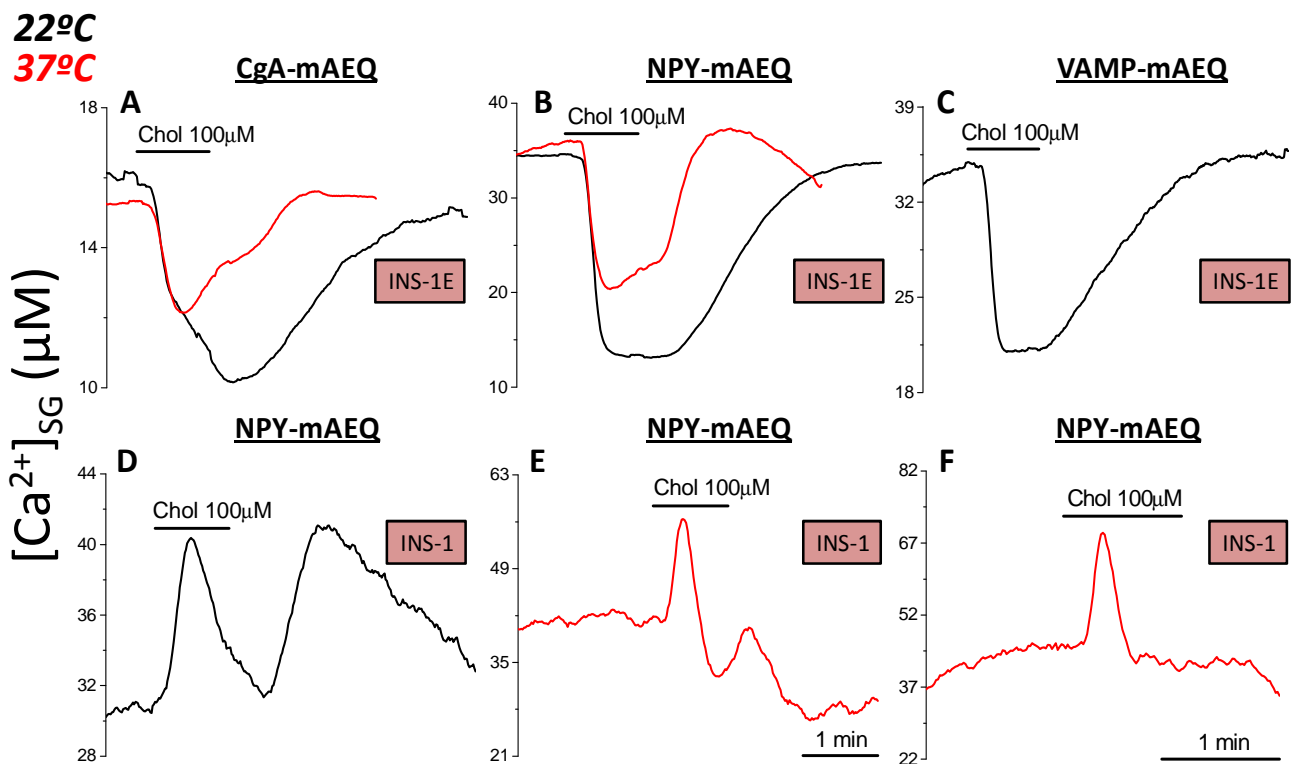 22ºC
37ºC
CgA-mAEQ
NPY-mAEQ
VAMP-mAEQ
A
18
14
12
10
Chol 100μM
INS-1E
B
40
30
20
10
Chol 100μM
INS-1E
C
39
32
25
18
Chol 100μM
INS-1E
[Ca2+]SG (μM)
NPY-mAEQ
NPY-mAEQ
NPY-mAEQ
D
44
40
36
32
28
Chol 100μM
INS-1
E
63
49
35
21
Chol 100μM
INS-1
1 min
F
82
67
52
37
22
Chol 100μM
INS-1
1 min